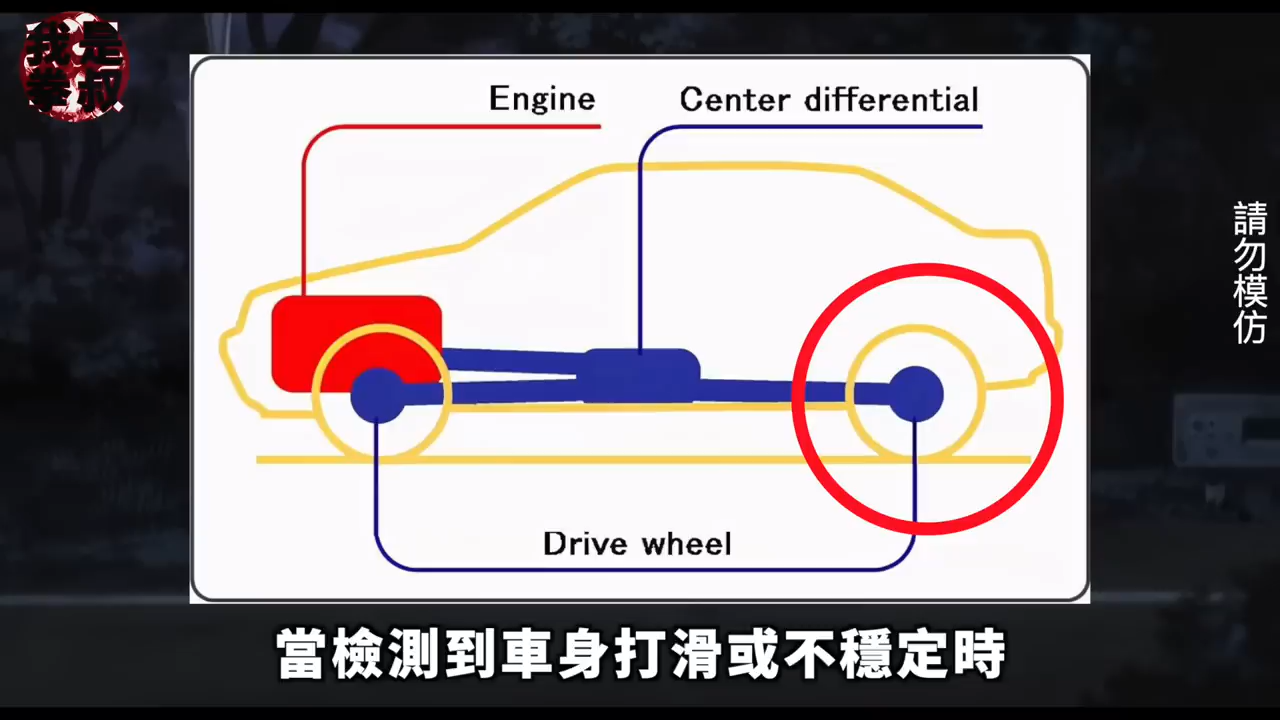 我是
拳叔
Engine
Center differential
請勿模仿
Drive wheel
當檢測到車身打滑或不穩定時